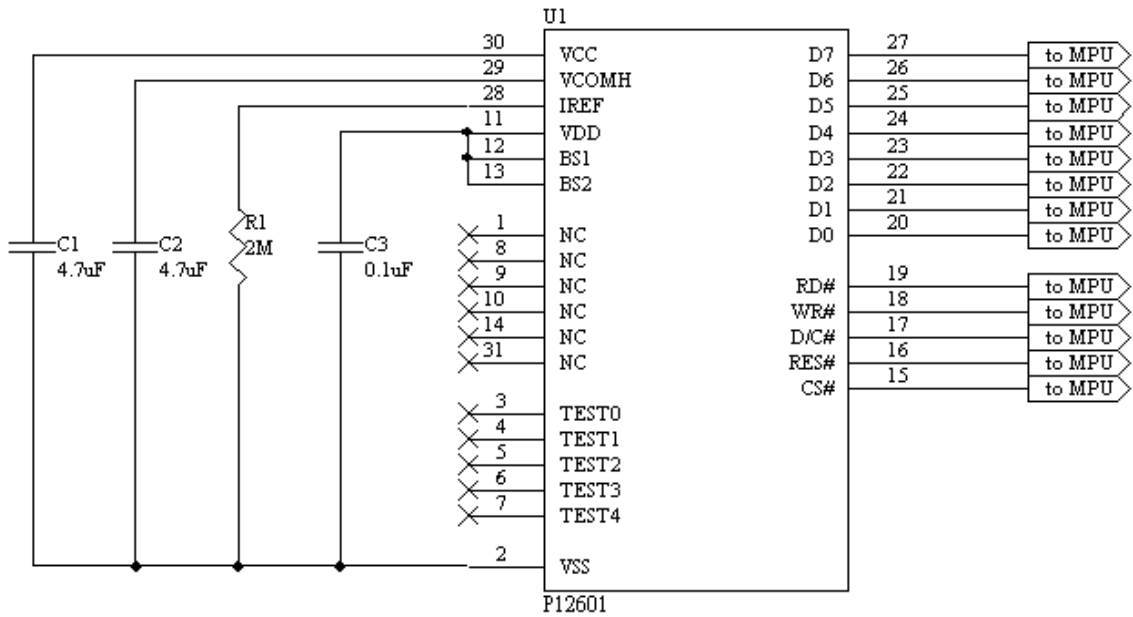 U1
30 VCC D7 27 to MPU
29 VCOMH D6 26 to MPU
28 IREF D5 25 to MPU
11 VDD D4 24 to MPU
12 BS1 D3 23 to MPU
13 BS2 D2 22 to MPU
D1 21 to MPU
1 NC D0 20 to MPU
8 NC
9 NC RD# 19 to MPU
10 NC WR# 18 to MPU
14 NC D/C# 17 to MPU
31 NC RES# 16 to MPU
CS# 15 to MPU
3 TEST0
4 TEST1
5 TEST2
6 TEST3
7 TEST4
2 VSS
P12601
C1
4.7uF
C2
4.7uF
R1
2M
C3
0.1uF